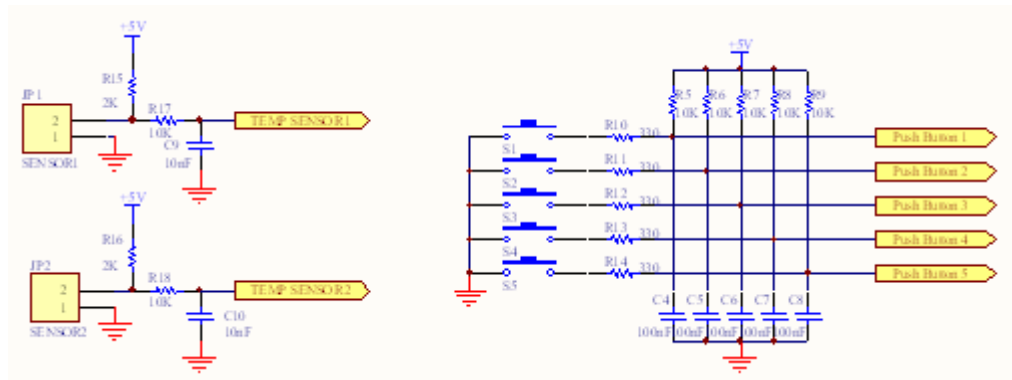 +5V
R15
2K
JP1
2
1
SENSOR1
R17
10K
C9
10nF
TEMP SENSOR1
+5V
R16
2K
JP2
2
1
SENSOR2
R18
10K
C10
10nF
TEMP SENSOR2
+5V
R5
10K
R6
10K
R7
10K
R8
10K
R9
10K
S1
R10
330
Push Button 1
S2
R11
330
Push Button 2
S3
R12
330
Push Button 3
S4
R13
330
Push Button 4
S5
R14
330
Push Button 5
C4
100nF
C5
100nF
C6
100nF
C7
100nF
C8